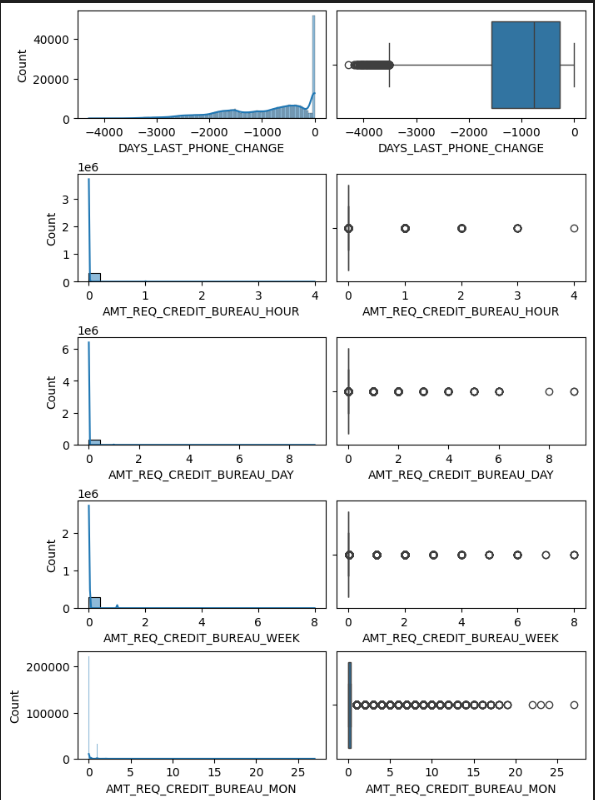 40000
20000
0
Count
−4000 −3000 −2000 −1000 0
DAYS_LAST_PHONE_CHANGE
−4000 −3000 −2000 −1000 0
DAYS_LAST_PHONE_CHANGE
1e6
3
2
1
0
Count
0 1 2 3 4
AMT_REQ_CREDIT_BUREAU_HOUR
0 1 2 3 4
AMT_REQ_CREDIT_BUREAU_HOUR
1e6
6
4
2
0
Count
0 2 4 6 8
AMT_REQ_CREDIT_BUREAU_DAY
0 2 4 6 8
AMT_REQ_CREDIT_BUREAU_DAY
1e6
2
1
0
Count
0 2 4 6 8
AMT_REQ_CREDIT_BUREAU_WEEK
0 2 4 6 8
AMT_REQ_CREDIT_BUREAU_WEEK
200000
100000
0
Count
0 5 10 15 20 25
AMT_REQ_CREDIT_BUREAU_MON
0 5 10 15 20 25
AMT_REQ_CREDIT_BUREAU_MON